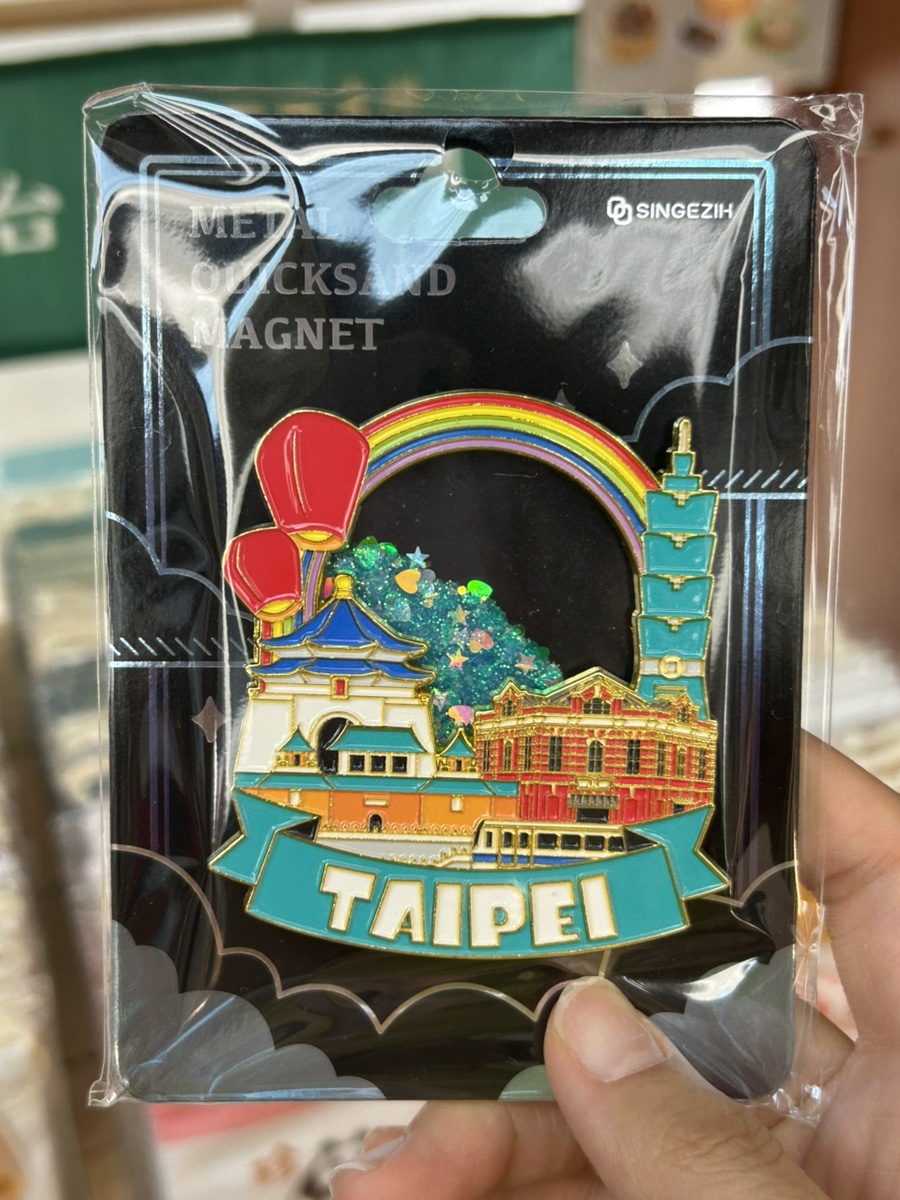 SINGEZIH
METAL
QUICKSAND
MAGNET
TAIPEI